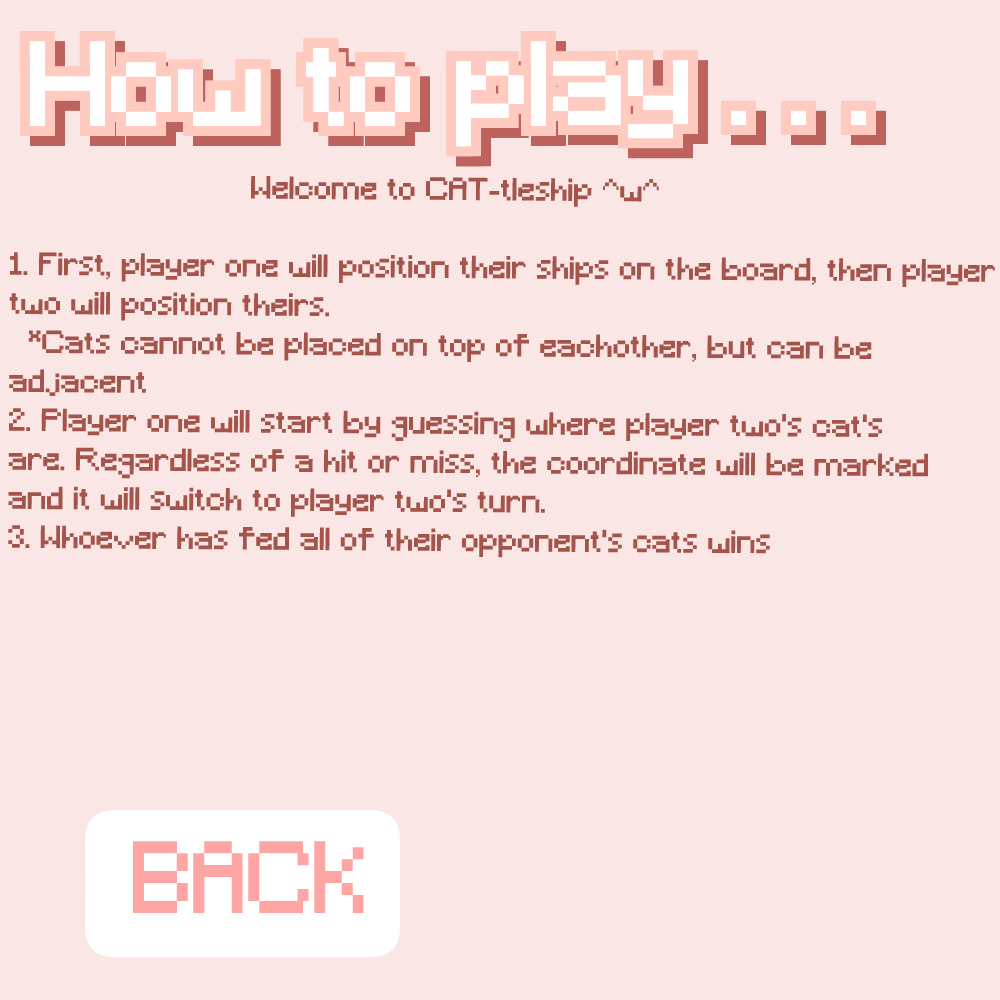 How to play...
Welcome to CAT-tleship ^w^
1. First, player one will position their ships on the board, then player
two will position theirs.
*Cats cannot be placed on top of eachother, but can be
adjacent
2. Player one will start by guessing where player two's cat's
are. Regardless of a hit or miss, the coordinate will be marked
and it will switch to player two's turn.
3. Whoever has fed all of their opponent's cats wins
BACK